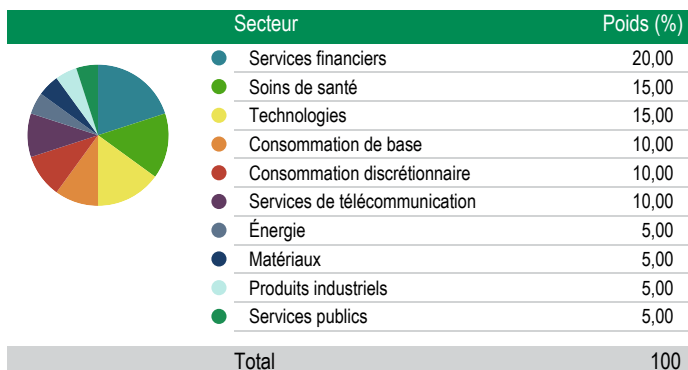 Secteur Poids (%)
Services financiers 20,00
Soins de santé 15,00
Technologies 15,00
Consommation de base 10,00
Consommation discrétionnaire 10,00
Services de télécommunication 10,00
Énergie 5,00
Matériaux 5,00
Produits industriels 5,00
Services publics 5,00
Total 100